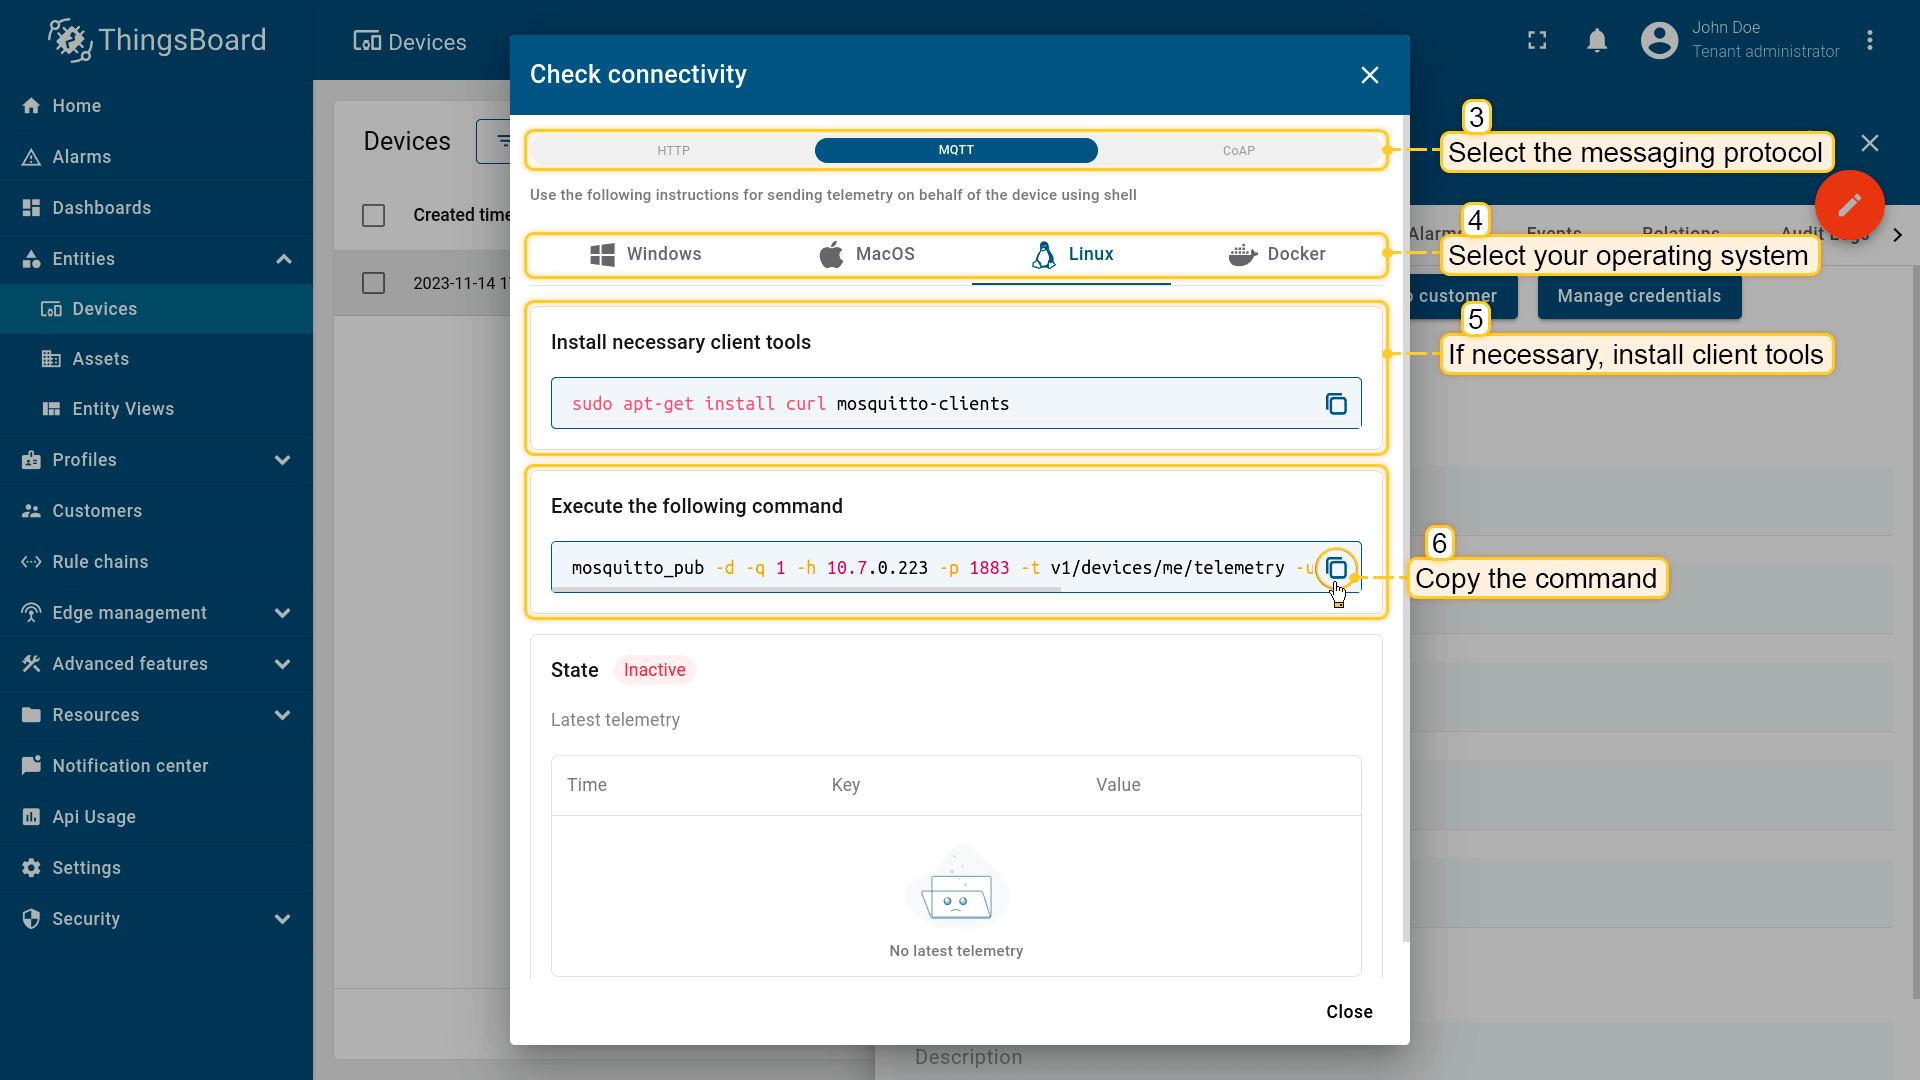 ThingsBoard
Devices
John Doe
Tenant administrator
Home
Alarms
Dashboards
Entities
Devices
Assets
Entity Views
Profiles
Customers
Rule chains
Edge management
Advanced features
Resources
Notification center
Api Usage
Settings
Security
Devices
Created time
2023-11-14 1
Check connectivity
HTTP
MQTT
CoAP
Use the following instructions for sending telemetry on behalf of the device using shell
Windows
MacOS
Linux
Docker
Install necessary client tools
sudo apt-get install curl mosquitto-clients
Execute the following command
mosquitto_pub -d -q 1 -h 10.7.0.223 -p 1883 -t v1/devices/me/telemetry -u
State
Inactive
Latest telemetry
Time
Key
Value
No latest telemetry
Close
3
Select the messaging protocol
4
Select your operating system
Events
Relations
Audit Logs
customer
Manage credentials
5
If necessary, install client tools
6
Copy the command
Description